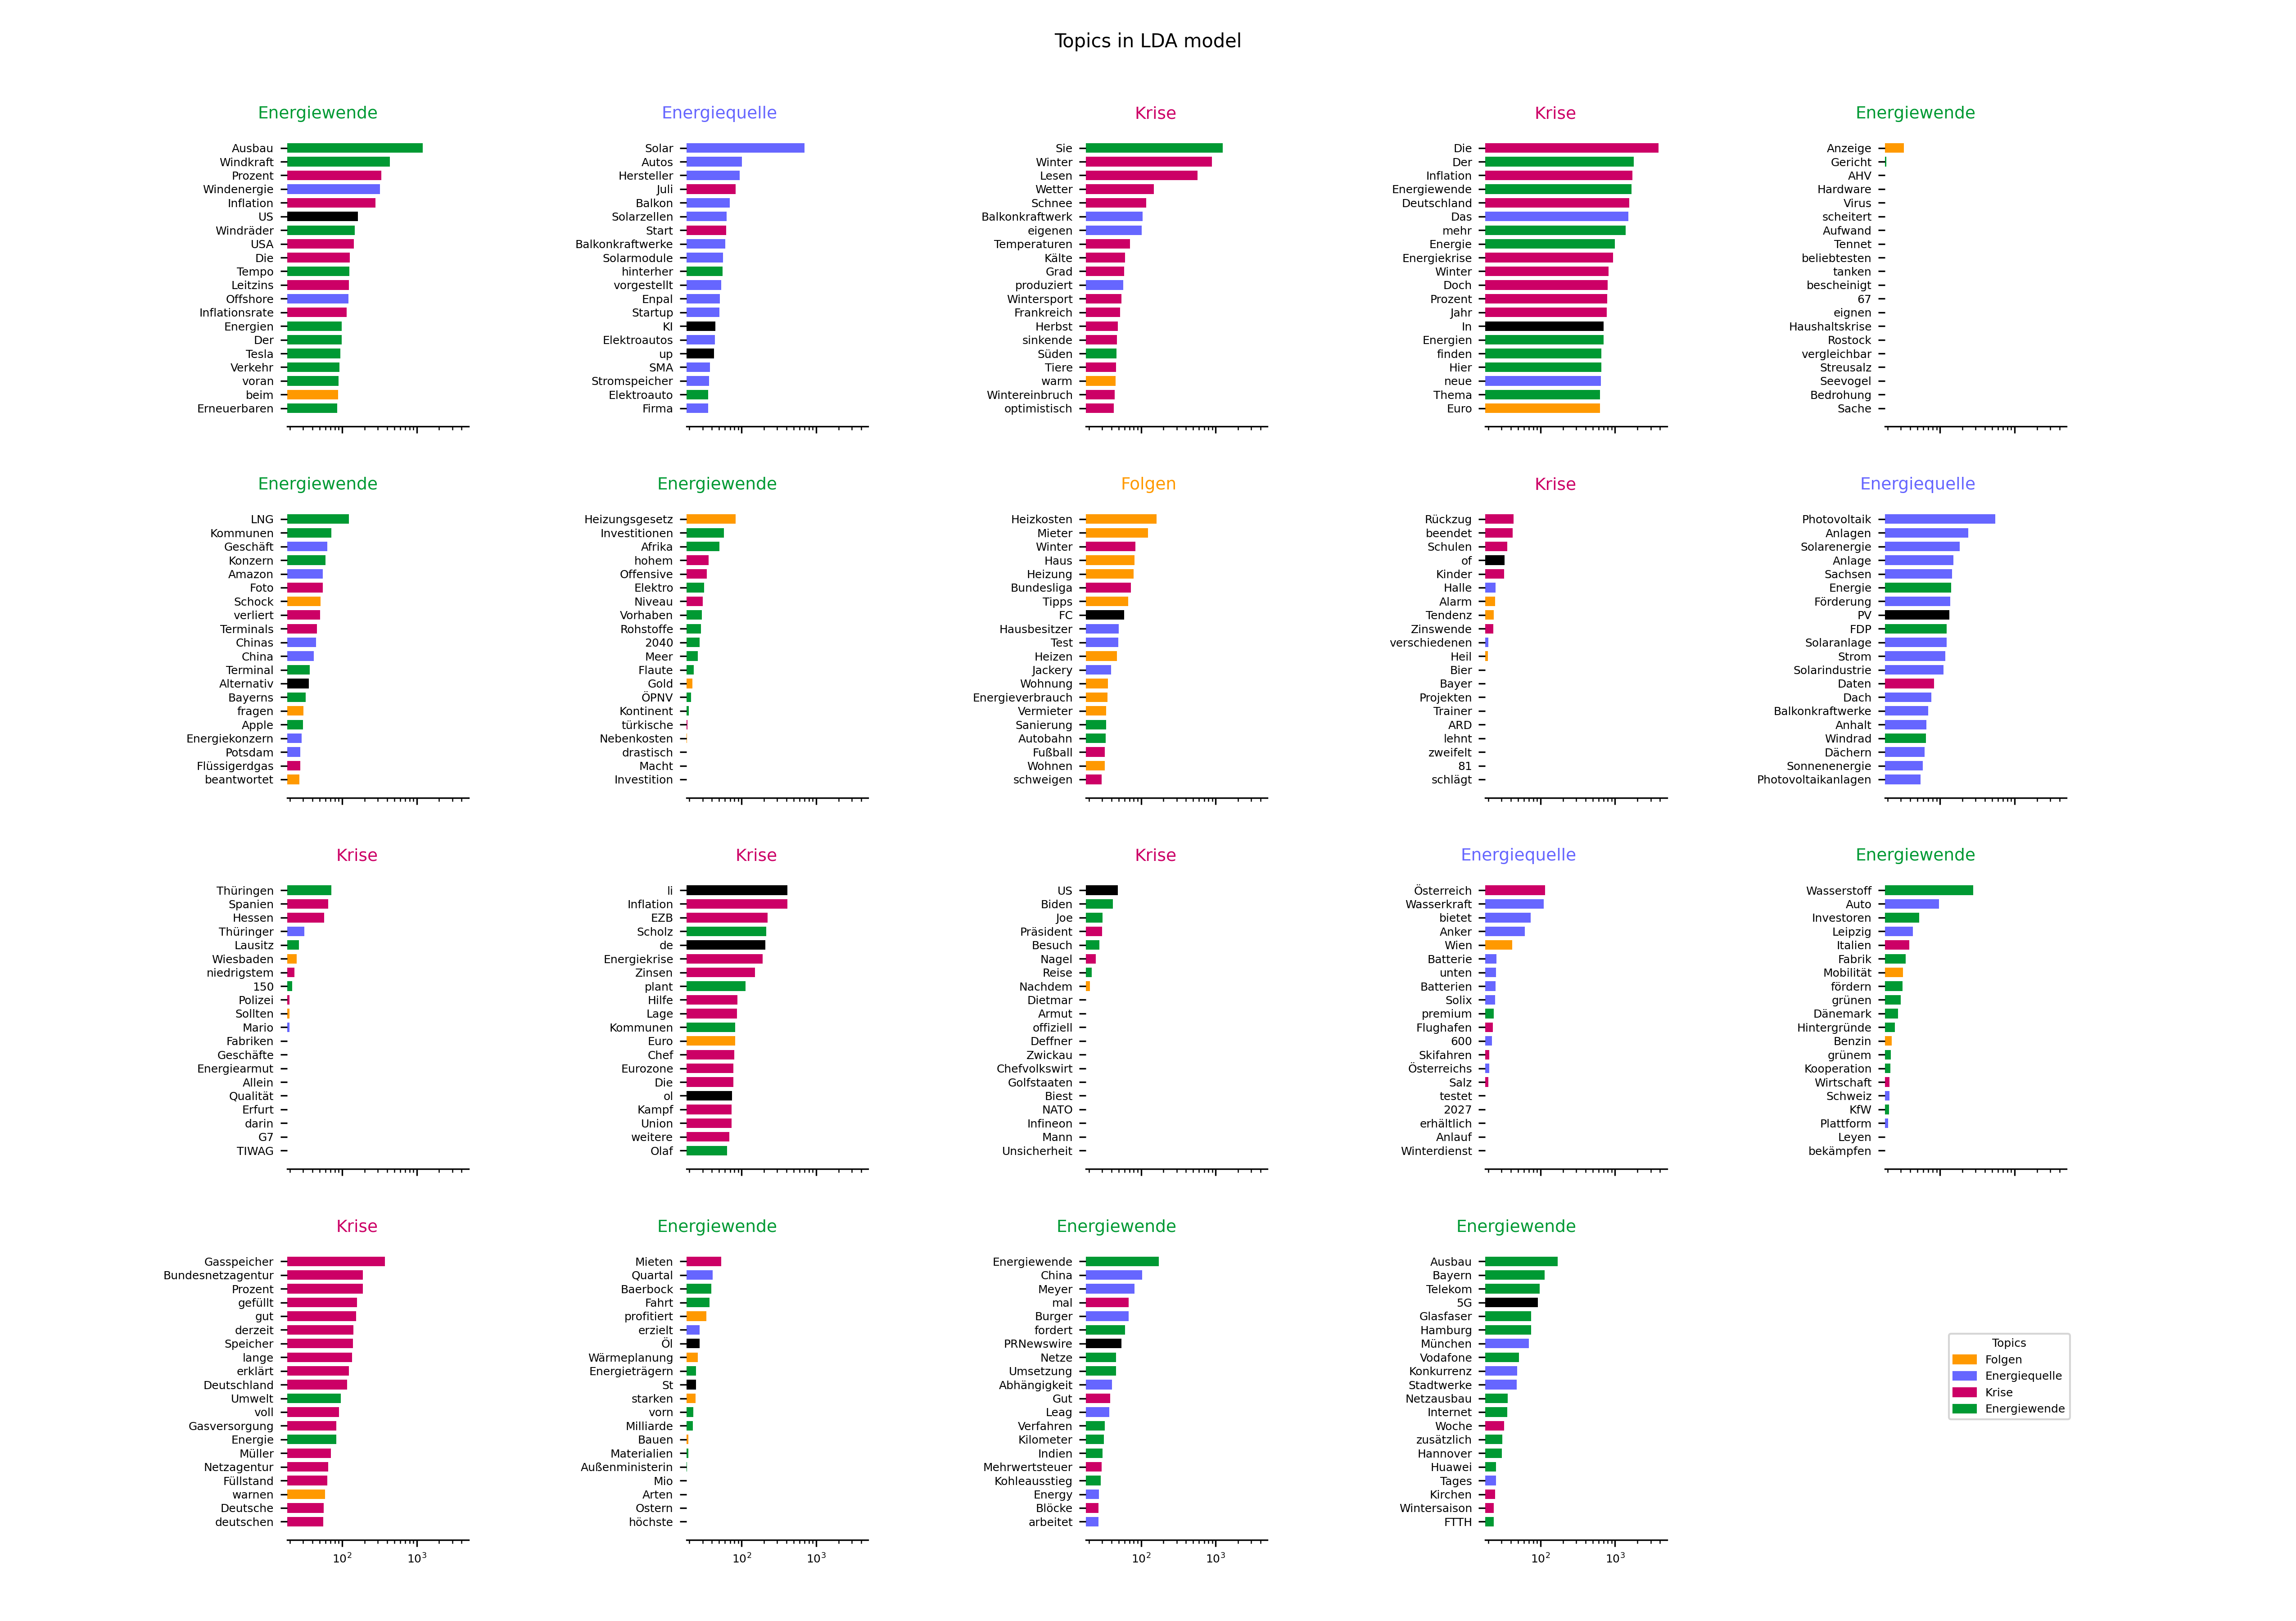 Topics in LDA model
Energiewende
Ausbau
Windkraft
Prozent
Windenergie
Inflation
US
Windräder
USA
Die
Tempo
Leitzins
Offshore
Inflationsrate
Energien
Der
Tesla
Verkehr
voran
beim
Erneuerbaren
Energiequelle
Solar
Autos
Hersteller
Juli
Balkon
Solarzellen
Start
Balkonkraftwerke
Solarmodule
hinterher
vorgestellt
Enpal
Startup
KI
Elektroautos
up
SMA
Stromspeicher
Elektroauto
Firma
Krise
Sie
Winter
Lesen
Wetter
Schnee
Balkonkraftwerk
eigenen
Temperaturen
Kälte
Grad
produziert
Wintersport
Frankreich
Herbst
sinkende
Süden
Tiere
warm
Wintereinbruch
optimistisch
Krise
Die
Der
Inflation
Energiewende
Deutschland
Das
mehr
Energie
Energiekrise
Winter
Doch
Prozent
Jahr
In
Energien
finden
Hier
neue
Thema
Euro
Energiewende
Anzeige
Gericht
AHV
Hardware
Virus
scheitert
Aufwand
Tennet
beliebtesten
tanken
bescheinigt
67
eignen
Haushaltskrise
Rostock
vergleichbar
Streusalz
Seevogel
Bedrohung
Sache
Energiewende
LNG
Kommunen
Geschäft
Konzern
Amazon
Foto
Schock
verliert
Terminals
Chinas
China
Terminal
Alternativ
Bayerns
fragen
Apple
Energiekonzern
Potsdam
Flüssigerdgas
beantwortet
Energiewende
Heizungsgesetz
Investitionen
Afrika
hohem
Offensive
Elektro
Niveau
Vorhaben
Rohstoffe
2040
Meer
Flaute
Gold
ÖPNV
Kontinent
türkische
Nebenkosten
drastisch
Macht
Investition
Folgen
Heizkosten
Mieter
Winter
Haus
Heizung
Bundesliga
Tipps
FC
Hausbesitzer
Test
Heizen
Jackery
Wohnung
Energieverbrauch
Vermieter
Sanierung
Autobahn
Fußball
Wohnen
schweigen
Krise
Rückzug
beendet
Schulen
of
Kinder
Halle
Alarm
Tendenz
Zinswende
verschiedenen
Heil
Bier
Bayer
Projekten
Trainer
ARD
lehnt
zweifelt
81
schlägt
Energiequelle
Photovoltaik
Anlagen
Solarenergie
Anlage
Sachsen
Energie
Förderung
PV
FDP
Solaranlage
Strom
Solarindustrie
Daten
Dach
Balkonkraftwerke
Anhalt
Windrad
Dächern
Sonnenenergie
Photovoltaikanlagen
Krise
Thüringen
Spanien
Hessen
Thüringer
Lausitz
Wiesbaden
niedrigstem
150
Polizei
Sollten
Mario
Fabriken
Geschäfte
Energiearmut
Allein
Qualität
Erfurt
darin
G7
TIWAG
Krise
li
Inflation
EZB
Scholz
de
Energiekrise
Zinsen
plant
Hilfe
Lage
Kommunen
Euro
Chef
Eurozone
Die
ol
Kampf
Union
weitere
Olaf
Krise
US
Biden
Joe
Präsident
Besuch
Nagel
Reise
Nachdem
Dietmar
Armut
offiziell
Deffner
Zwickau
Chefvolkswirt
Golfstaaten
Biest
NATO
Infineon
Mann
Unsicherheit
Energiequelle
Österreich
Wasserkraft
bietet
Anker
Wien
Batterie
unten
Batterien
Solix
premium
Flughafen
600
Skifahren
Österreichs
Salz
testet
2027
erhältlich
Anlauf
Winterdienst
Energiewende
Wasserstoff
Auto
Investoren
Leipzig
Italien
Fabrik
Mobilität
fördern
grünen
Dänemark
Hintergründe
Benzin
grünem
Kooperation
Wirtschaft
Schweiz
KfW
Plattform
Leyen
bekämpfen
Krise
Gasspeicher
Bundesnetzagentur
Prozent
gefüllt
gut
derzeit
Speicher
lange
erklärt
Deutschland
Umwelt
voll
Gasversorgung
Energie
Müller
Netzagentur
Füllstand
warnen
Deutsche
deutschen
10² 10³
Energiewende
Mieten
Quartal
Baerbock
Fahrt
profitiert
erzielt
Öl
Wärmeplanung
Energieträgern
St
starken
vorn
Milliarde
Bauen
Materialien
Außenministerin
Mio
Arten
Ostern
höchste
10² 10³
Energiewende
Energiewende
China
Meyer
mal
Burger
fordert
PRNewswire
Netze
Umsetzung
Abhängigkeit
Gut
Leag
Verfahren
Kilometer
Indien
Mehrwertsteuer
Kohleausstieg
Energy
Blöcke
arbeitet
10² 10³
Energiewende
Ausbau
Bayern
Telekom
5G
Glasfaser
Hamburg
München
Vodafone
Konkurrenz
Stadtwerke
Netzausbau
Internet
Woche
zusätzlich
Hannover
Huawei
Tages
Kirchen
Wintersaison
FTTH
10² 10³
Topics
Folgen
Energiequelle
Krise
Energiewende